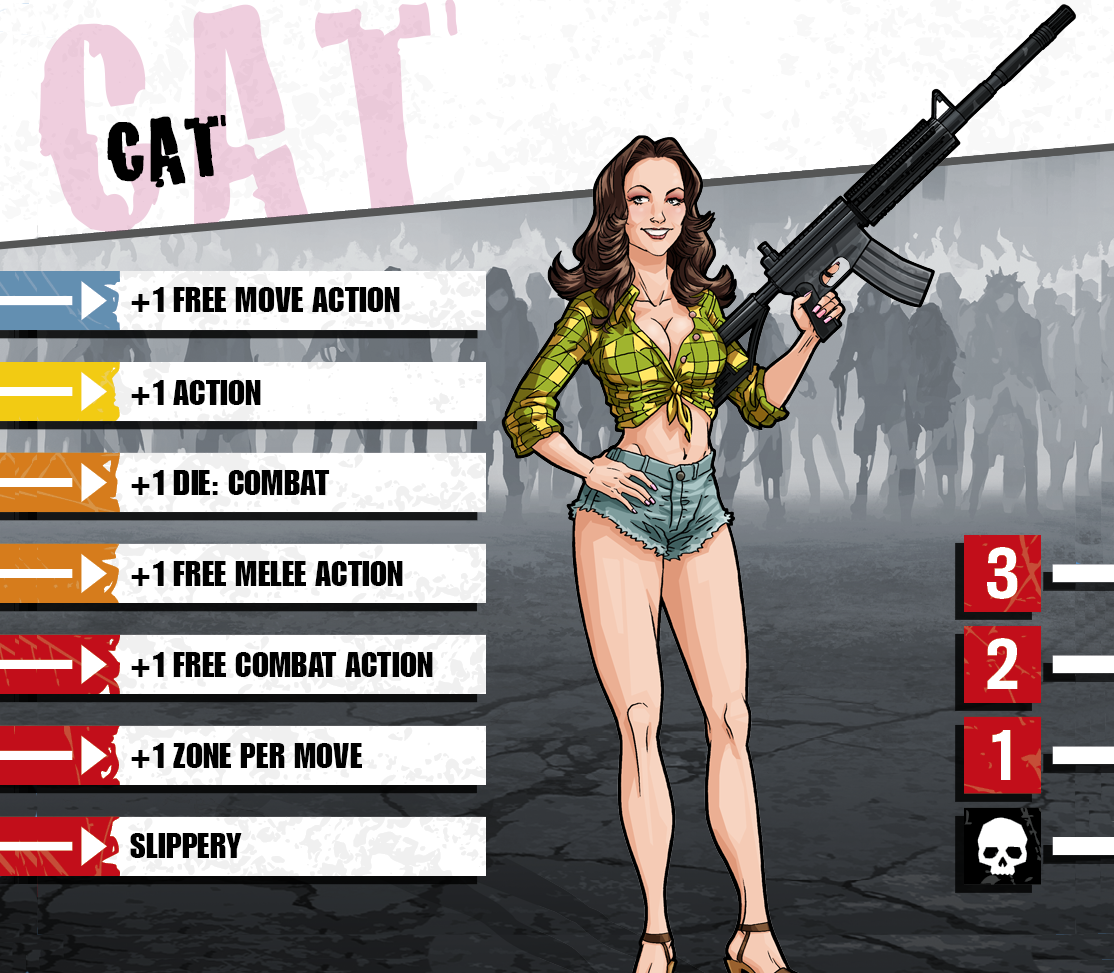 CAT'
CAT'
+1 FREE MOVE ACTION
+1 ACTION
+1 DIE: COMBAT
+1 FREE MELEE ACTION
+1 FREE COMBAT ACTION
+1 ZONE PER MOVE
SLIPPERY
3
2
1